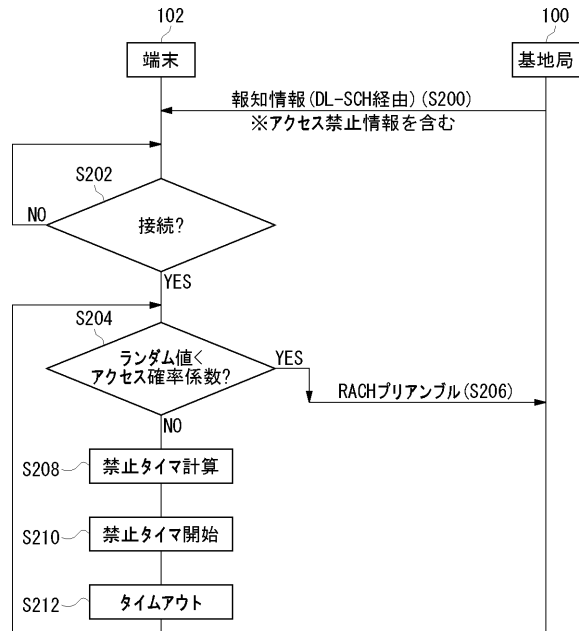 102
100
端末
基地局
報知情報(DL-SCH経由)(S200)
※アクセス禁止情報を含む
S202
NO
接続?
YES
S204
ランダム値<
アクセス確率係数?
YES
RACHプリアンブル(S206)
NO
S208
禁止タイマ計算
S210
禁止タイマ開始
S212
タイムアウト